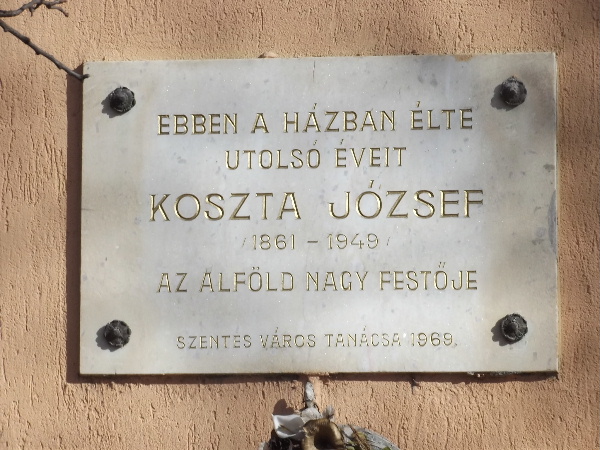 EBBEN A HÁZBAN ÉLTE
UTOLSÓ ÉVEIT
KOSZTA JÓZSEF
/1861 - 1949/
AZ ALFÖLD NAGY FESTŐJE
SZENTES VÁROS TANÁCSA 1969.